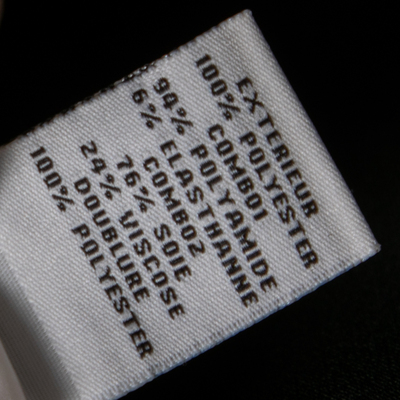 EXTERIEUR
100% POLYESTER
COMBO1
94% POLYAMIDE
6% ELASTHANNE
COMBO2
76% SOIE
24% VISCOSE
DOUBLURE
100% POLYESTER